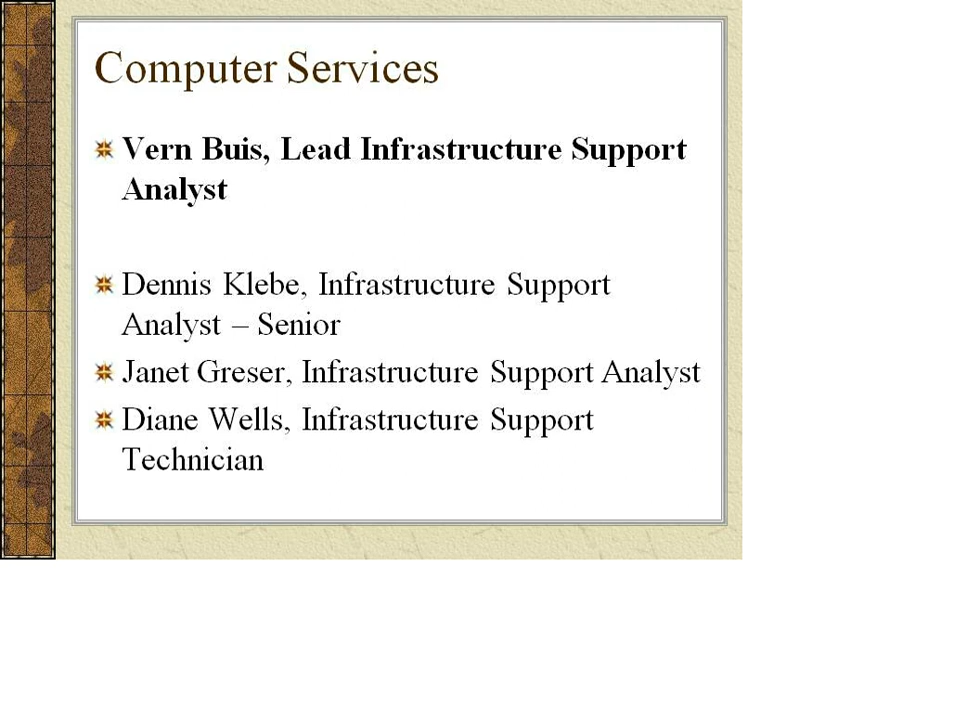 Computer Services
Vern Buis, Lead Infrastructure Support
Analyst
Dennis Klebe, Infrastructure Support
Analyst – Senior
Janet Greser, Infrastructure Support Analyst
Diane Wells, Infrastructure Support
Technician